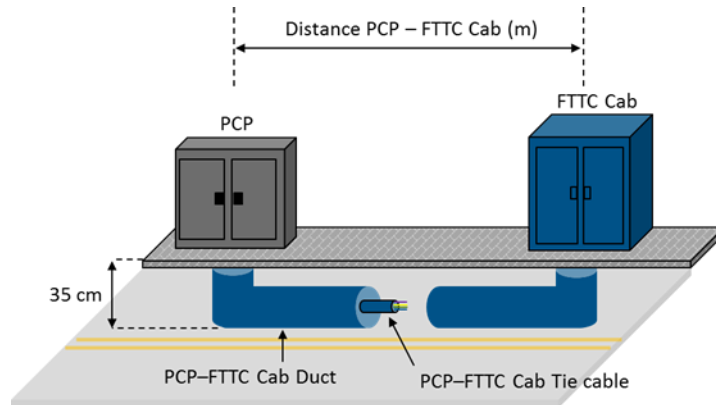 Distance PCP – FTTC Cab (m)
FTTC Cab
PCP
35 cm
PCP–FTTC Cab Duct
PCP–FTTC Cab Tie cable